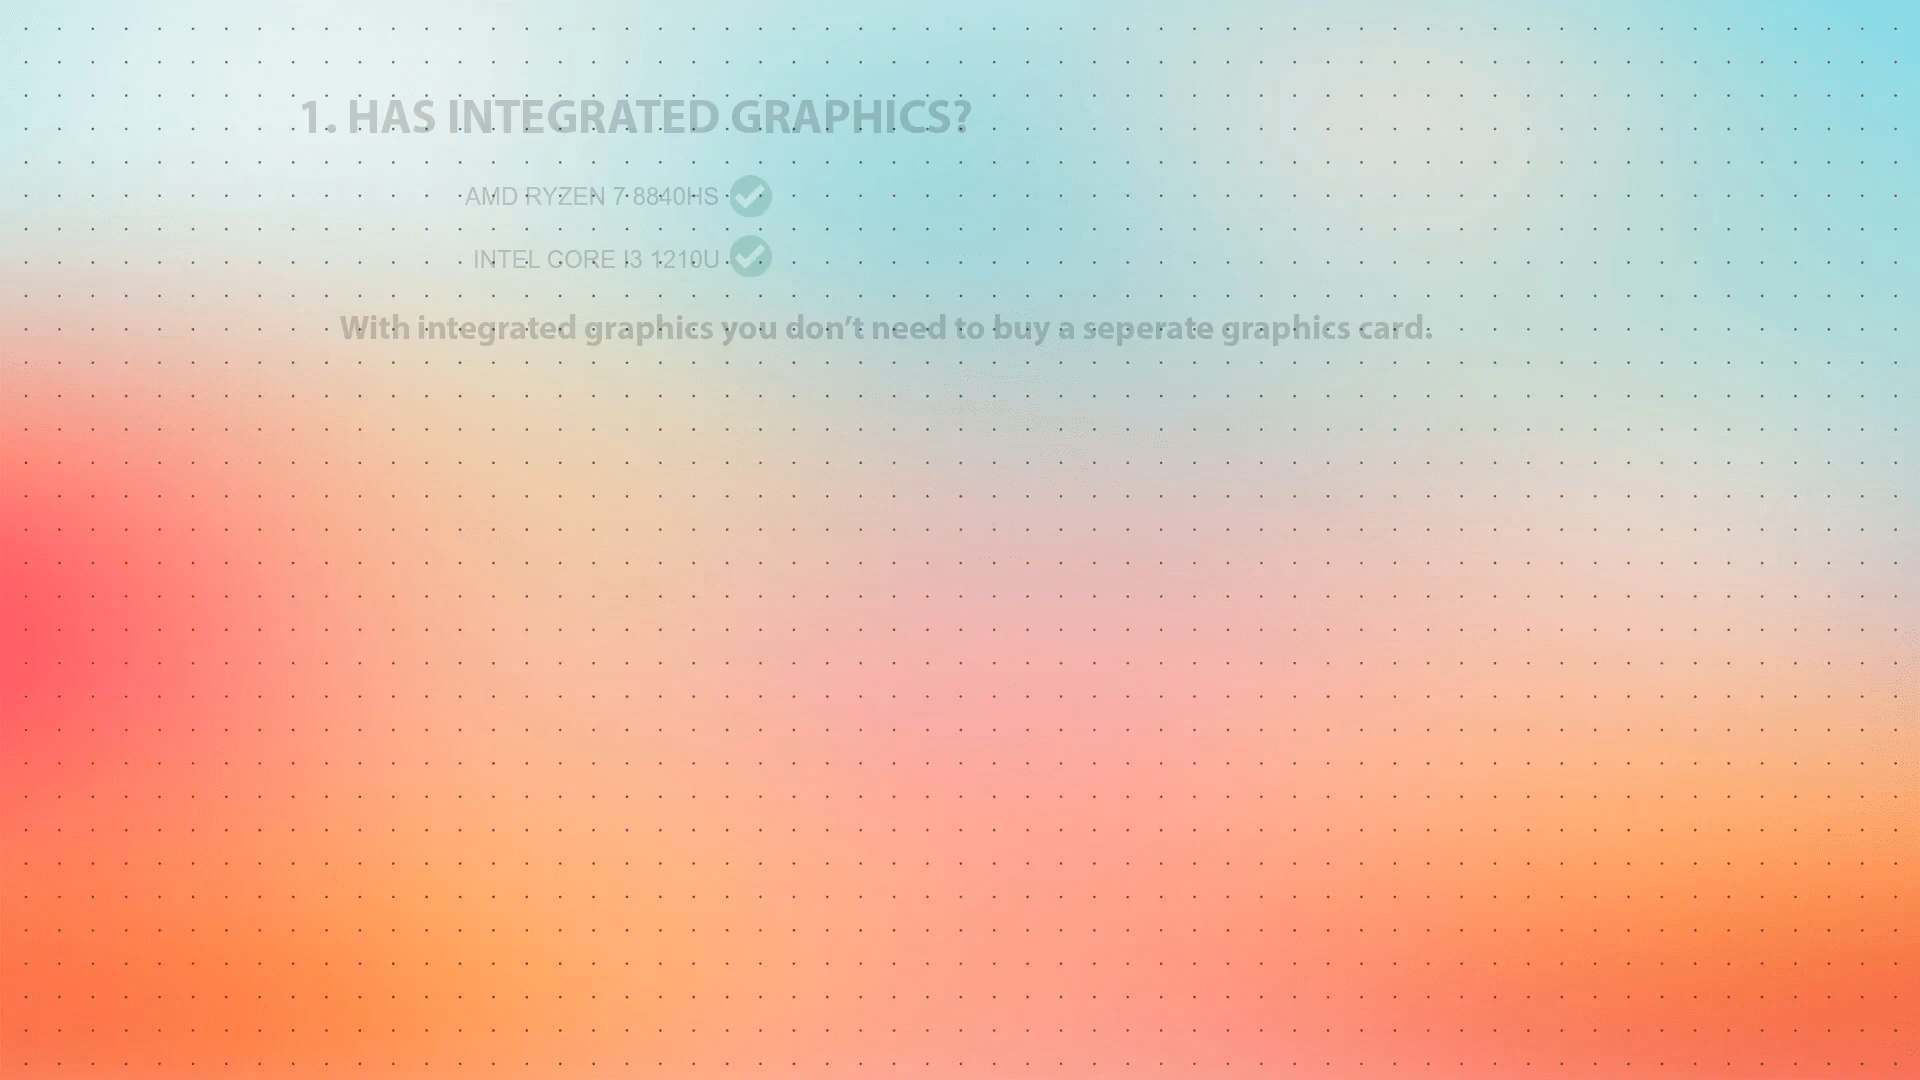 1. HAS INTEGRATED GRAPHICS?
AMD RYZEN 7 8840HS
INTEL CORE I3 1210U
With integrated graphics you don’t need to buy a seperate graphics card.